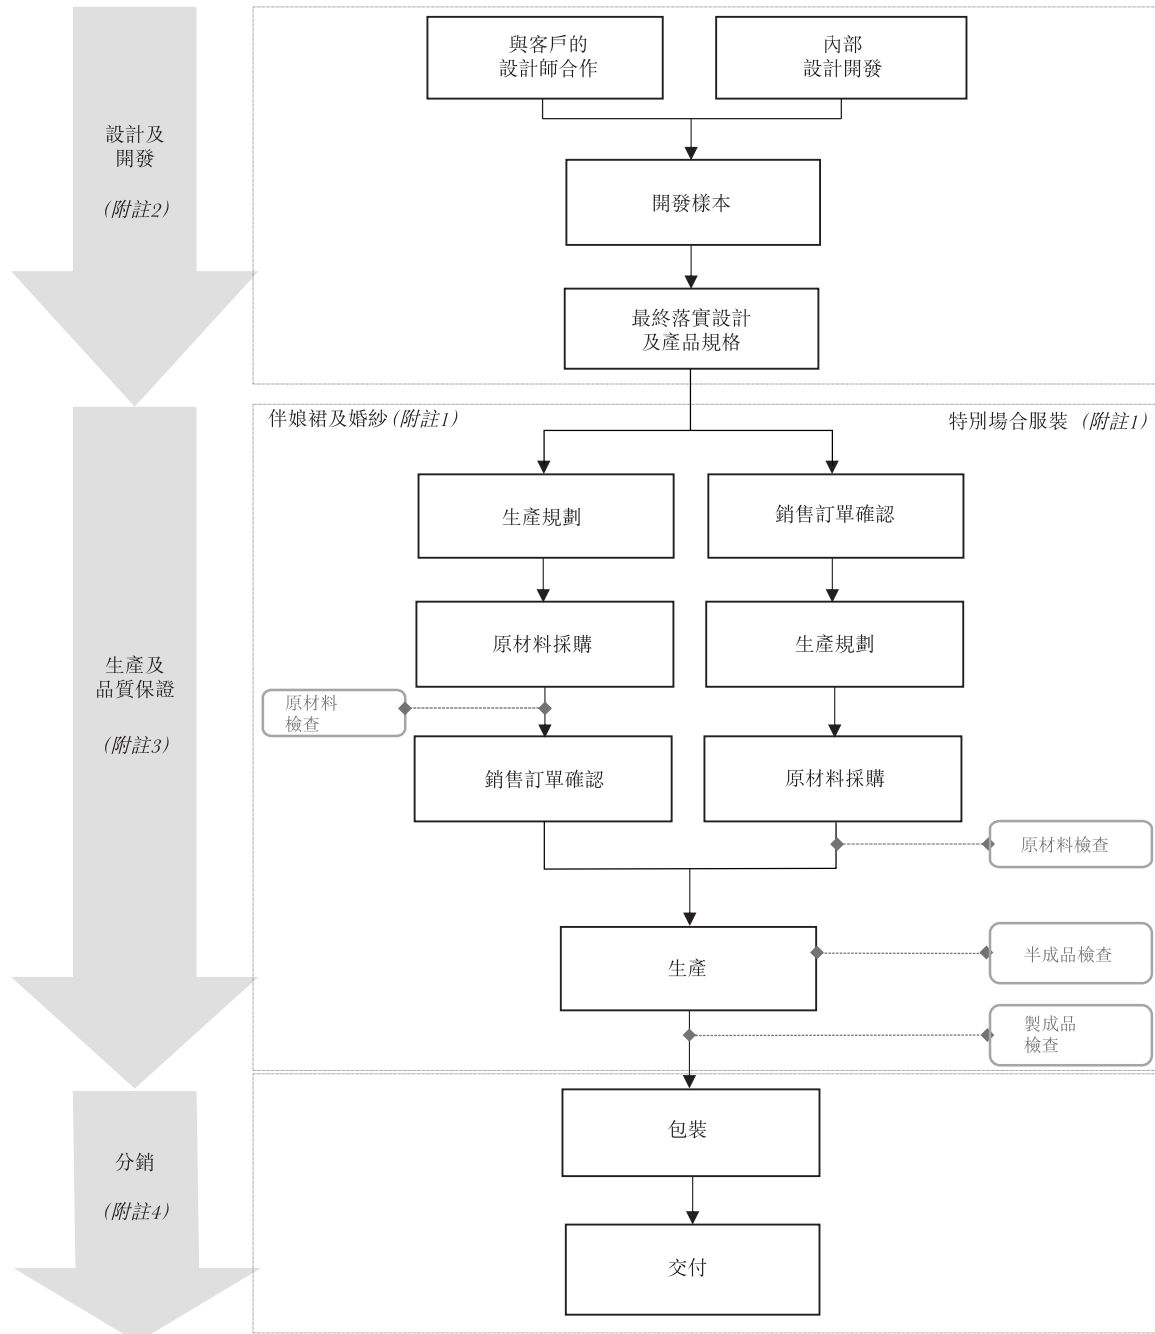 與客戶的
設計師合作
內部
設計開發
設計及
開發
(附註2)
開發樣本
最終落實設計
及產品規格
伴娘裙及婚紗(附註1)
特別場合服裝 (附註1)
生產規劃
銷售訂單確認
原材料採購
生產規劃
生產及
品質保證
(附註3)
原材料
檢查
銷售訂單確認
原材料採購
原材料檢查
生產
半成品檢查
製成品
檢查
包裝
分銷
(附註4)
交付